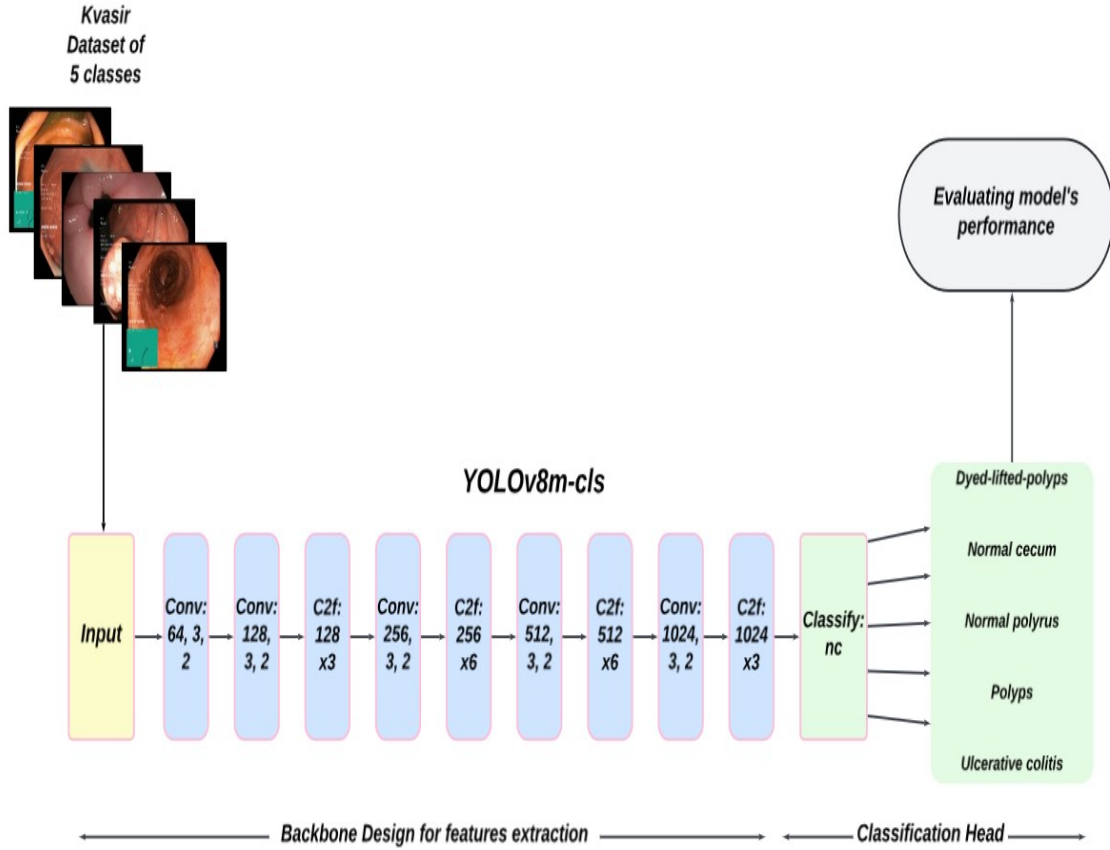 Kvasir
Dataset of
5 classes
Evaluating model's
performance
YOLOv8m-cls
Input
Conv:
64, 3,
2
Conv:
128,
3, 2
C2f:
128
x3
Conv:
256,
3, 2
C2f:
256
x6
Conv:
512,
3, 2
C2f:
512
x6
Conv:
1024,
3, 2
C2f:
1024
x3
Classify:
nc
Dyed-lifted-polyps
Normal cecum
Normal polyrus
Polyps
Ulcerative colitis
Backbone Design for features extraction
Classification Head